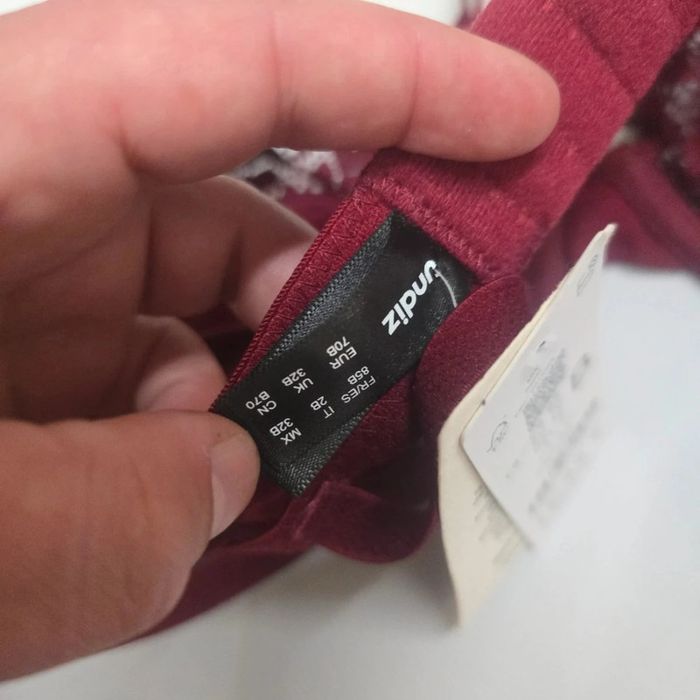 undiz
FR/ES IT MX
85B 2B 32B
EUR UK CN
70B 32B B70